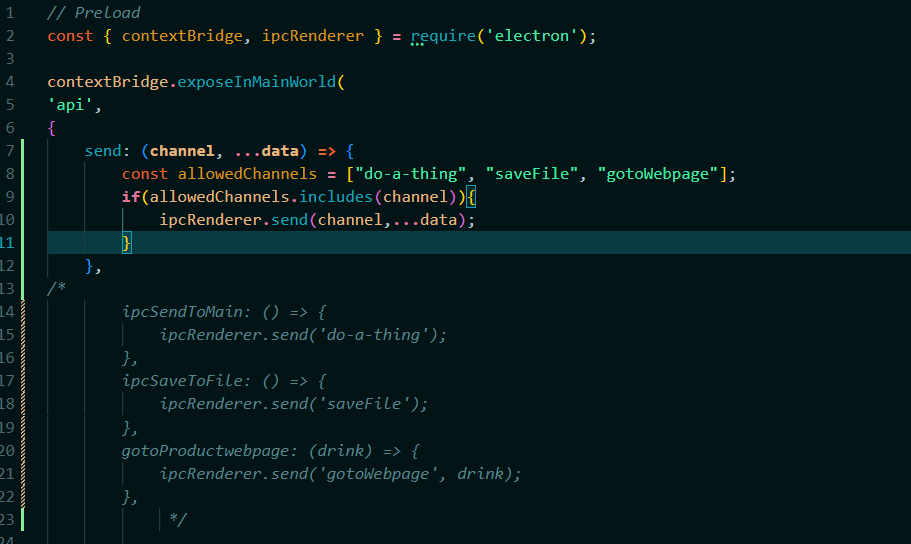 1 // Preload
2 const { contextBridge, ipcRenderer } = require('electron');
3
4 contextBridge.exposeInMainWorld(
5 'api',
6 {
7     send: (channel, ...data) => {
8         const allowedChannels = ["do-a-thing", "saveFile", "gotoWebpage"];
9         if(allowedChannels.includes(channel)){
10             ipcRenderer.send(channel,...data);
11         }
12     },
13 /*
14         ipcSendToMain: () => {
15             ipcRenderer.send('do-a-thing');
16         },
17         ipcSaveToFile: () => {
18             ipcRenderer.send('saveFile');
19         },
20         gotoProductwebpage: (drink) => {
21             ipcRenderer.send('gotoWebpage', drink);
22         },
23              */
24